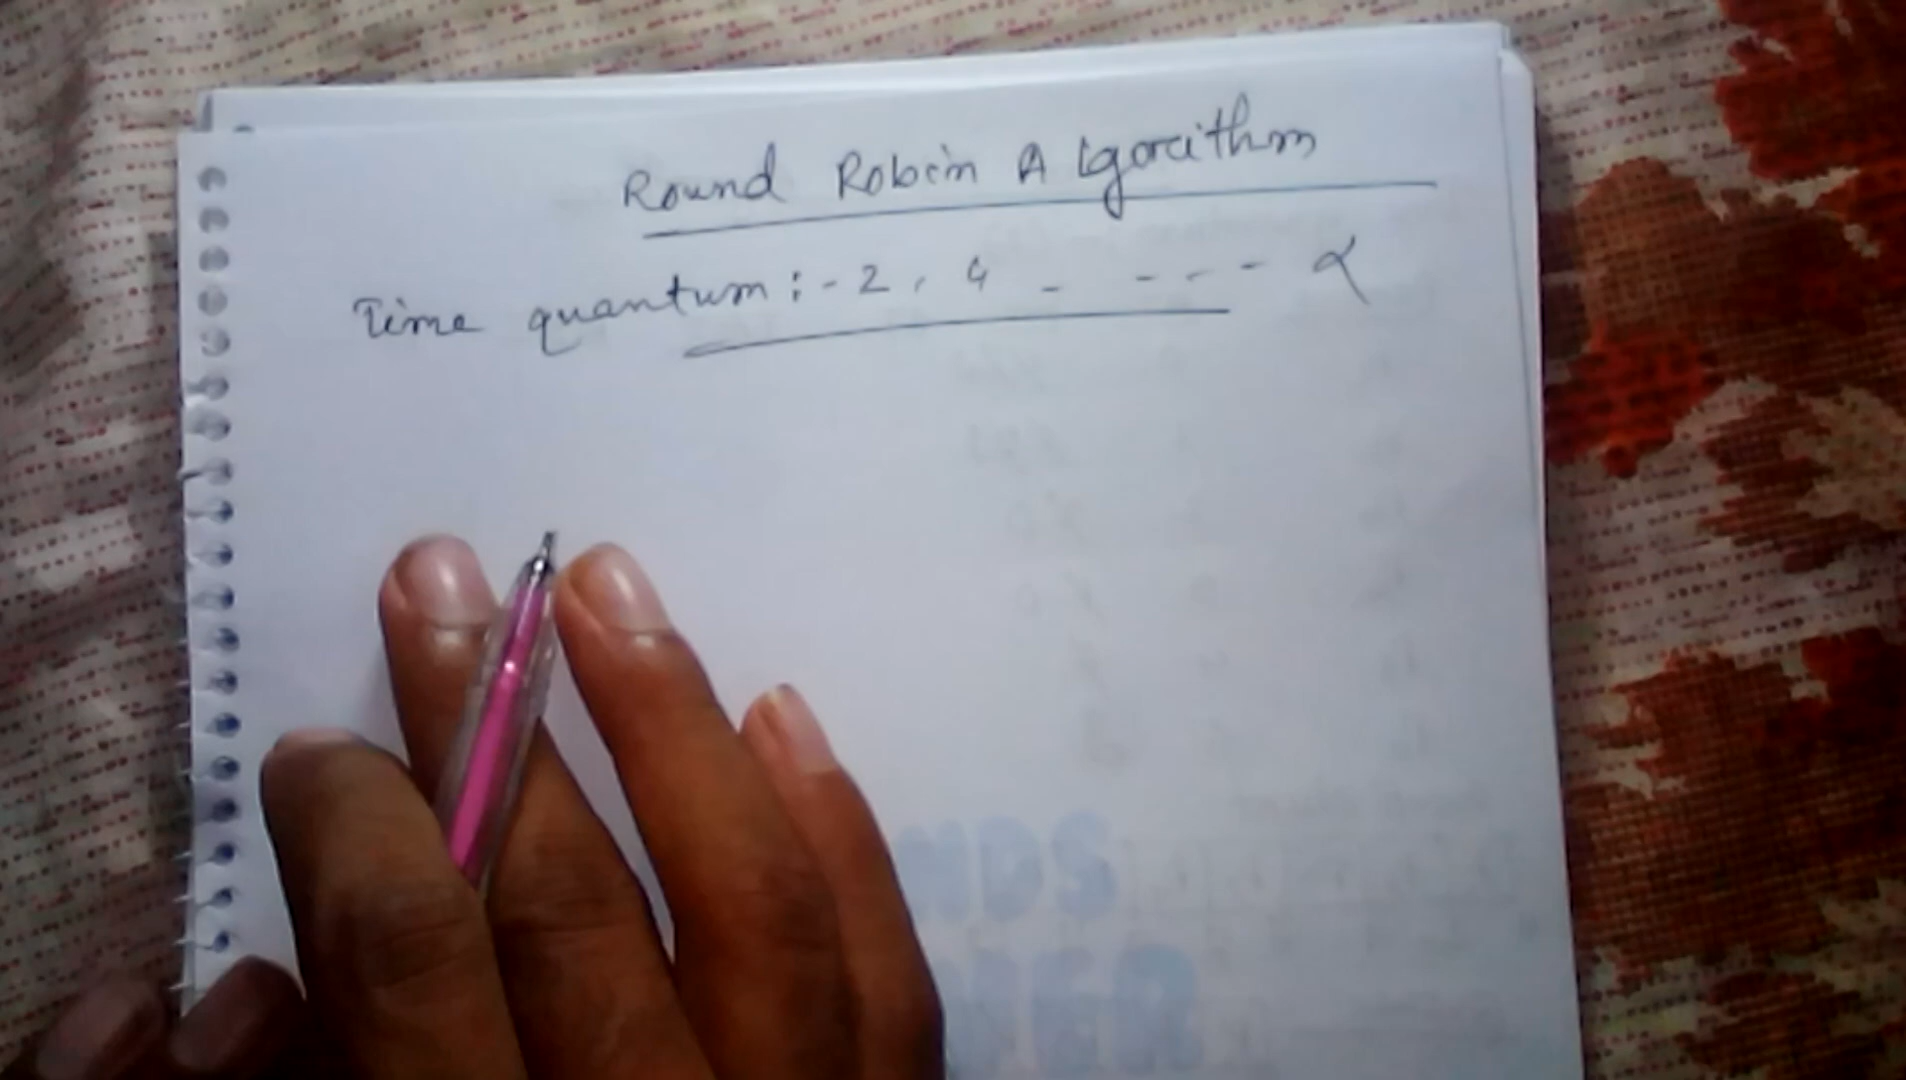 Round Robin Algorithm
Time quantum :- 2, 4 - - - - α